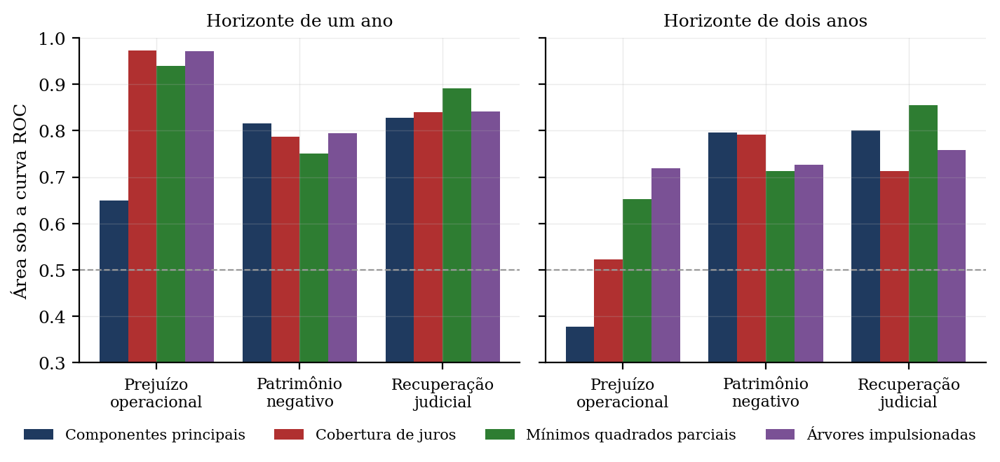 Horizonte de um ano
Horizonte de dois anos
Área sob a curva ROC
1.0
0.9
0.8
0.7
0.6
0.5
0.4
0.3
Prejuízo
operacional
Patrimônio
negativo
Recuperação
judicial
Prejuízo
operacional
Patrimônio
negativo
Recuperação
judicial
Componentes principais
Cobertura de juros
Mínimos quadrados parciais
Árvores impulsionadas